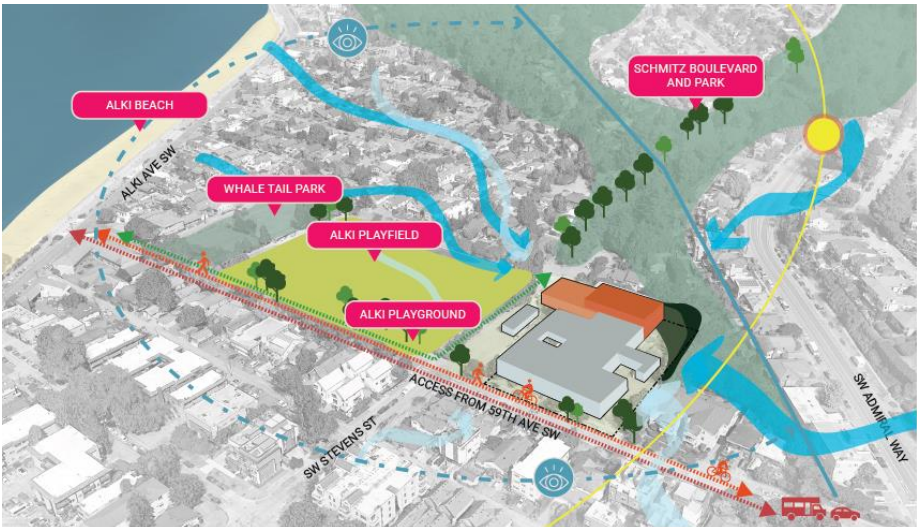 SCHMITZ BOULEVARD
AND PARK
ALKI BEACH
ALKI AVE SW
WHALE TAIL PARK
ALKI PLAYFIELD
ALKI PLAYGROUND
ACCESS FROM 59TH AVE SW
SW STEVENS ST
SW ADMIRAL WAY